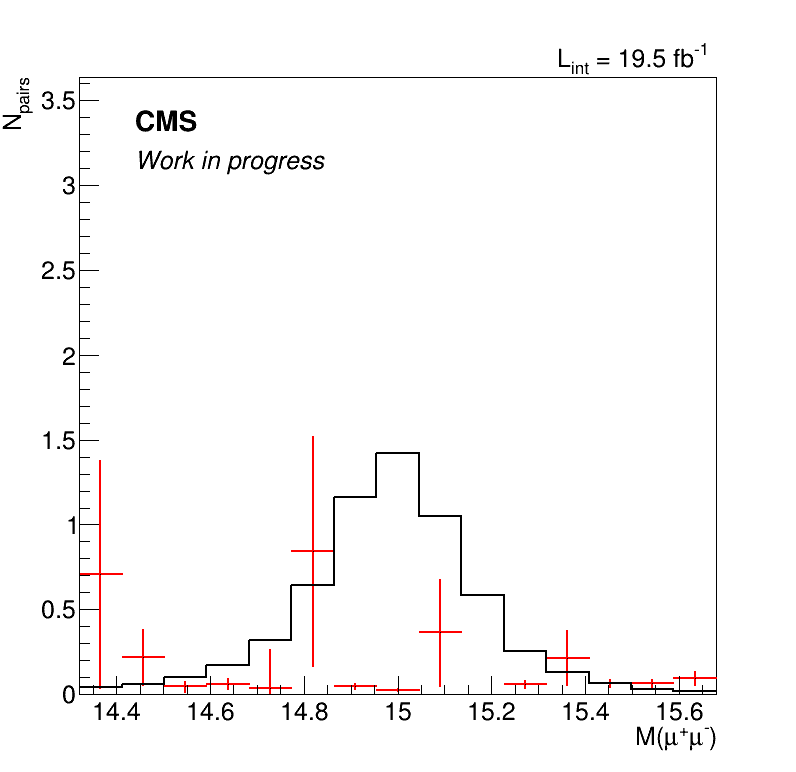 L_int = 19.5 fb⁻¹
N_pairs
CMS
Work in progress
3.5
3
2.5
2
1.5
1
0.5
0
14.4 14.6 14.8 15 15.2 15.4 15.6
M(μ⁺μ⁻)